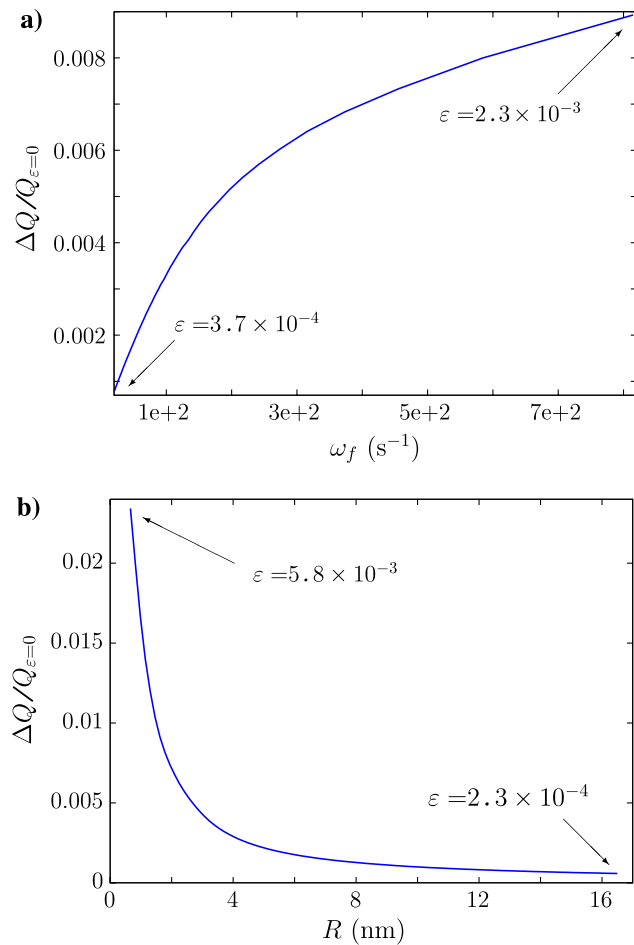 a)
0.008
0.006
0.004
0.002
ΔQ/Q_{ε=0}
ε = 2.3 × 10⁻³
ε = 3.7 × 10⁻⁴
1e+2 3e+2 5e+2 7e+2
ω_f (s⁻¹)
b)
0.02
0.015
0.01
0.005
0
ΔQ/Q_{ε=0}
ε = 5.8 × 10⁻³
ε = 2.3 × 10⁻⁴
0 4 8 12 16
R (nm)